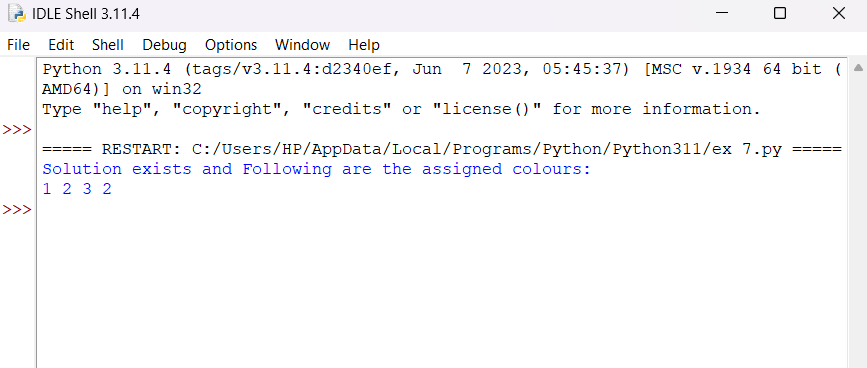 IDLE Shell 3.11.4
File Edit Shell Debug Options Window Help
Python 3.11.4 (tags/v3.11.4:d2340ef, Jun  7 2023, 05:45:37) [MSC v.1934 64 bit (
AMD64)] on win32
Type "help", "copyright", "credits" or "license()" for more information.
>>>
===== RESTART: C:/Users/HP/AppData/Local/Programs/Python/Python311/ex 7.py =====
Solution exists and Following are the assigned colours:
1 2 3 2
>>>